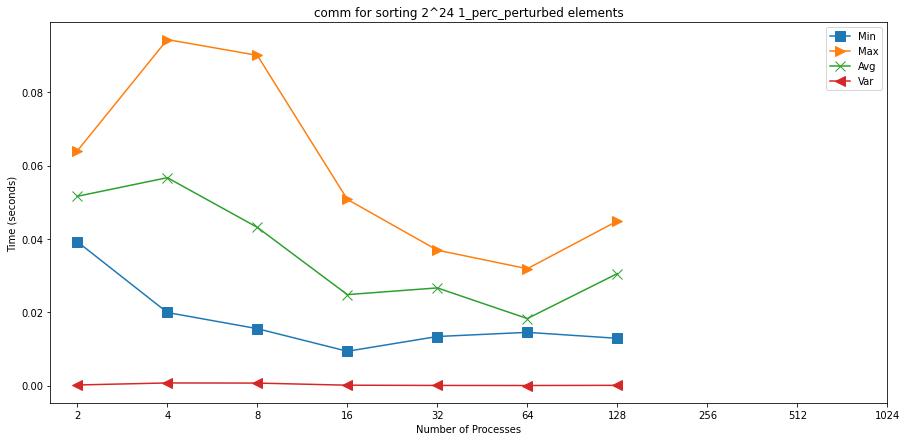 comm for sorting 2^24 1_perc_perturbed elements
Min
Max
Avg
Var
Time (seconds)
0.08
0.06
0.04
0.02
0.00
2 4 8 16 32 64 128 256 512 1024
Number of Processes